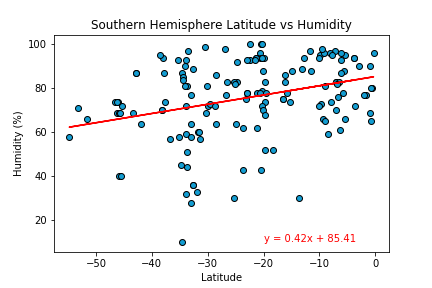 Southern Hemisphere Latitude vs Humidity
100
80
60
40
20
Humidity (%)
y = 0.42x + 85.41
−50
−40
−30
−20
−10
0
Latitude